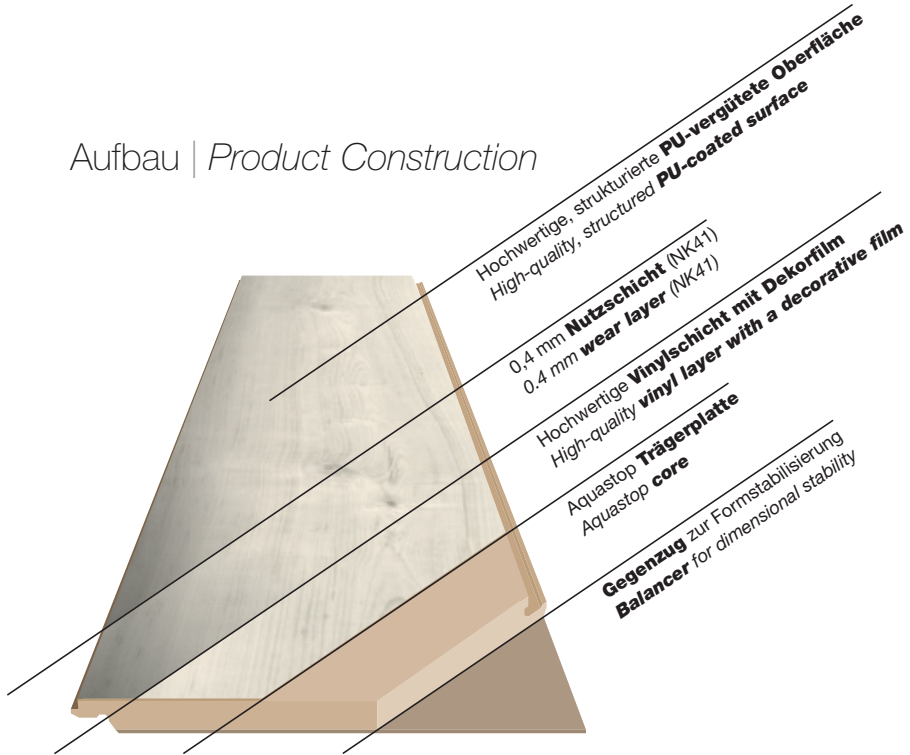 Aufbau | Product Construction
Hochwertige, strukturierte PU-vergütete Oberfläche
High-quality, structured PU-coated surface
0,4 mm Nutzschicht (NK41)
0.4 mm wear layer (NK41)
Hochwertige Vinylschicht mit Dekorfilm
High-quality vinyl layer with a decorative film
Aquastop Trägerplatte
Aquastop core
Gegenzug zur Formstabilisierung
Balancer for dimensional stability